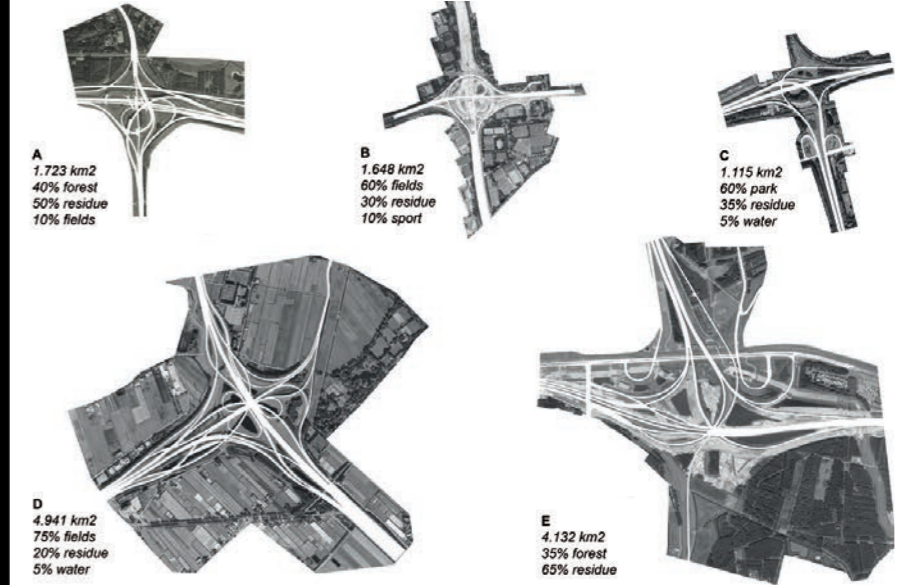 A
1.723 km2
40% forest
50% residue
10% fields
B
1.648 km2
60% fields
30% residue
10% sport
C
1.115 km2
60% park
35% residue
5% water
D
4.941 km2
75% fields
20% residue
5% water
E
4.132 km2
35% forest
65% residue